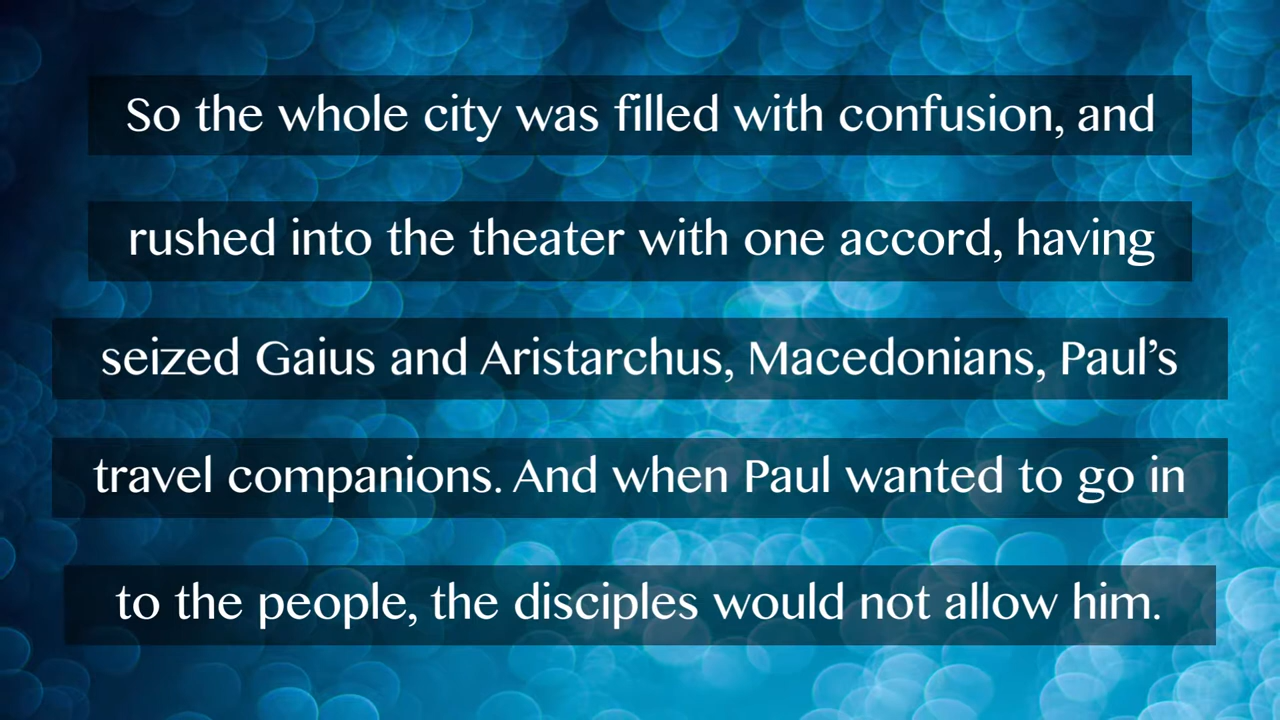 So the whole city was filled with confusion, and
rushed into the theater with one accord, having
seized Gaius and Aristarchus, Macedonians, Paul’s
travel companions. And when Paul wanted to go in
to the people, the disciples would not allow him.